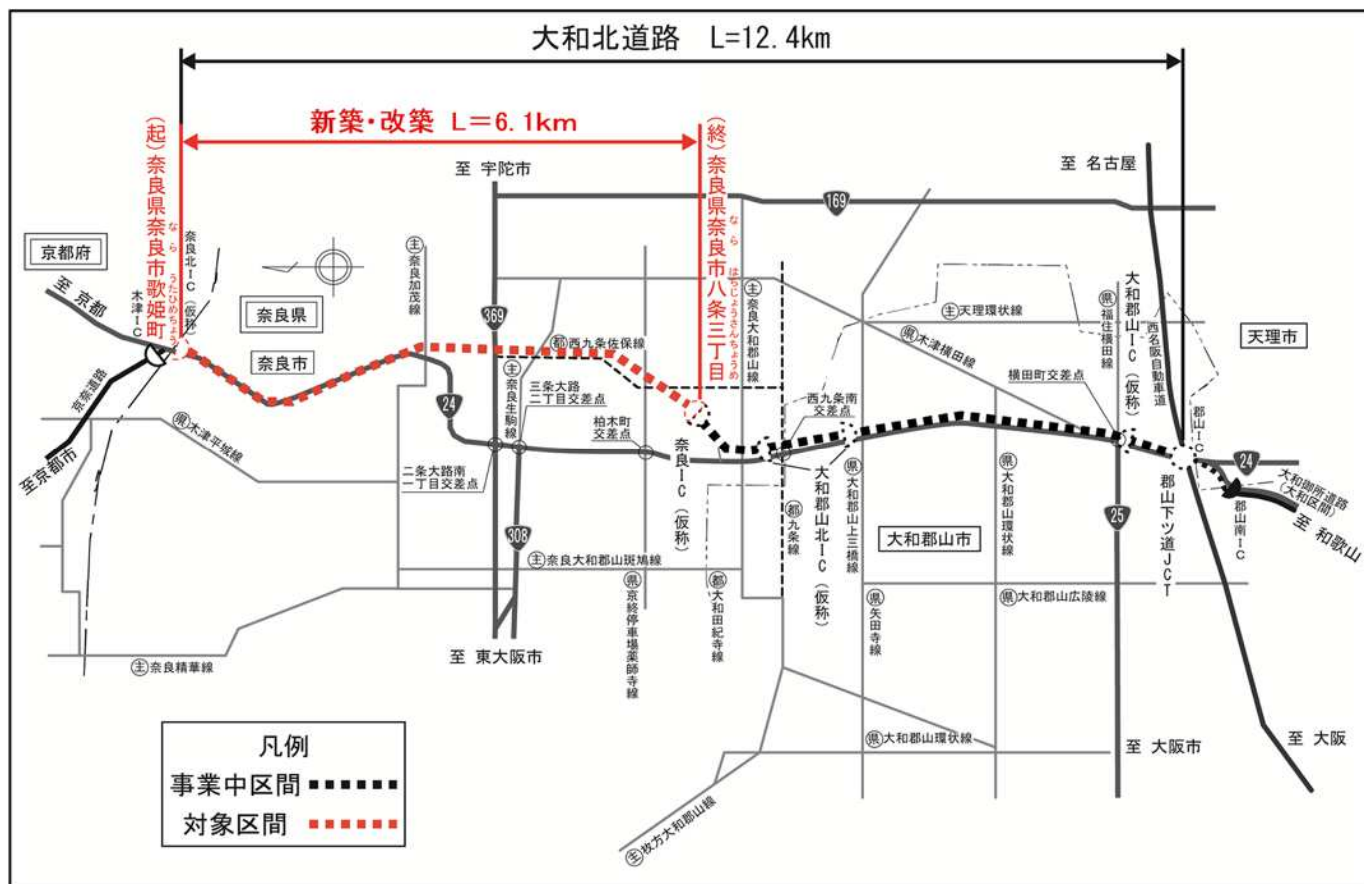 大和北道路 L=12.4km
新築・改築 L=6.1km
(起)奈良県奈良市歌姫町
なら
うたひめちょう
(終)奈良県奈良市八条三丁目
なら
はちじょうさんちょうめ
奈良北IC(仮称)
木津IC
京都府
至 京都
京奈道路
至京都市
奈良県
奈良市
㊤奈良加茂線
至 宇陀市
369
169
至 名古屋
西名阪自動車道
天理市
(都)西九条佐保線
(主)奈良大和郡山線
(主)天理環状線
(県)木津横田線
(県)福住横田線
大和郡山IC(仮称)
横田町交差点
24
(主)奈良生駒線
三条大路
二丁目交差点
柏木町
交差点
西九条南
交差点
(県)木津平城線
二条大路南
一丁目交差点
308
奈良IC(仮称)
(都)九条線
大和郡山北IC(仮称)
(県)大和郡山上三橋線
(県)大和郡山環状線
大和郡山市
25
郡山下ツ道JCT
郡山IC
24
大和御所道路
(大和区間)
郡山南IC
至 和歌山
(主)奈良大和郡山斑鳩線
(県)京終停車場薬師寺線
(都)大和田紀寺線
(県)矢田寺線
(県)大和郡山広陵線
(主)奈良精華線
至 東大阪市
(県)大和郡山環状線
(主)枚方大和郡山線
至 大阪市
至 大阪
凡例
事業中区間
対象区間